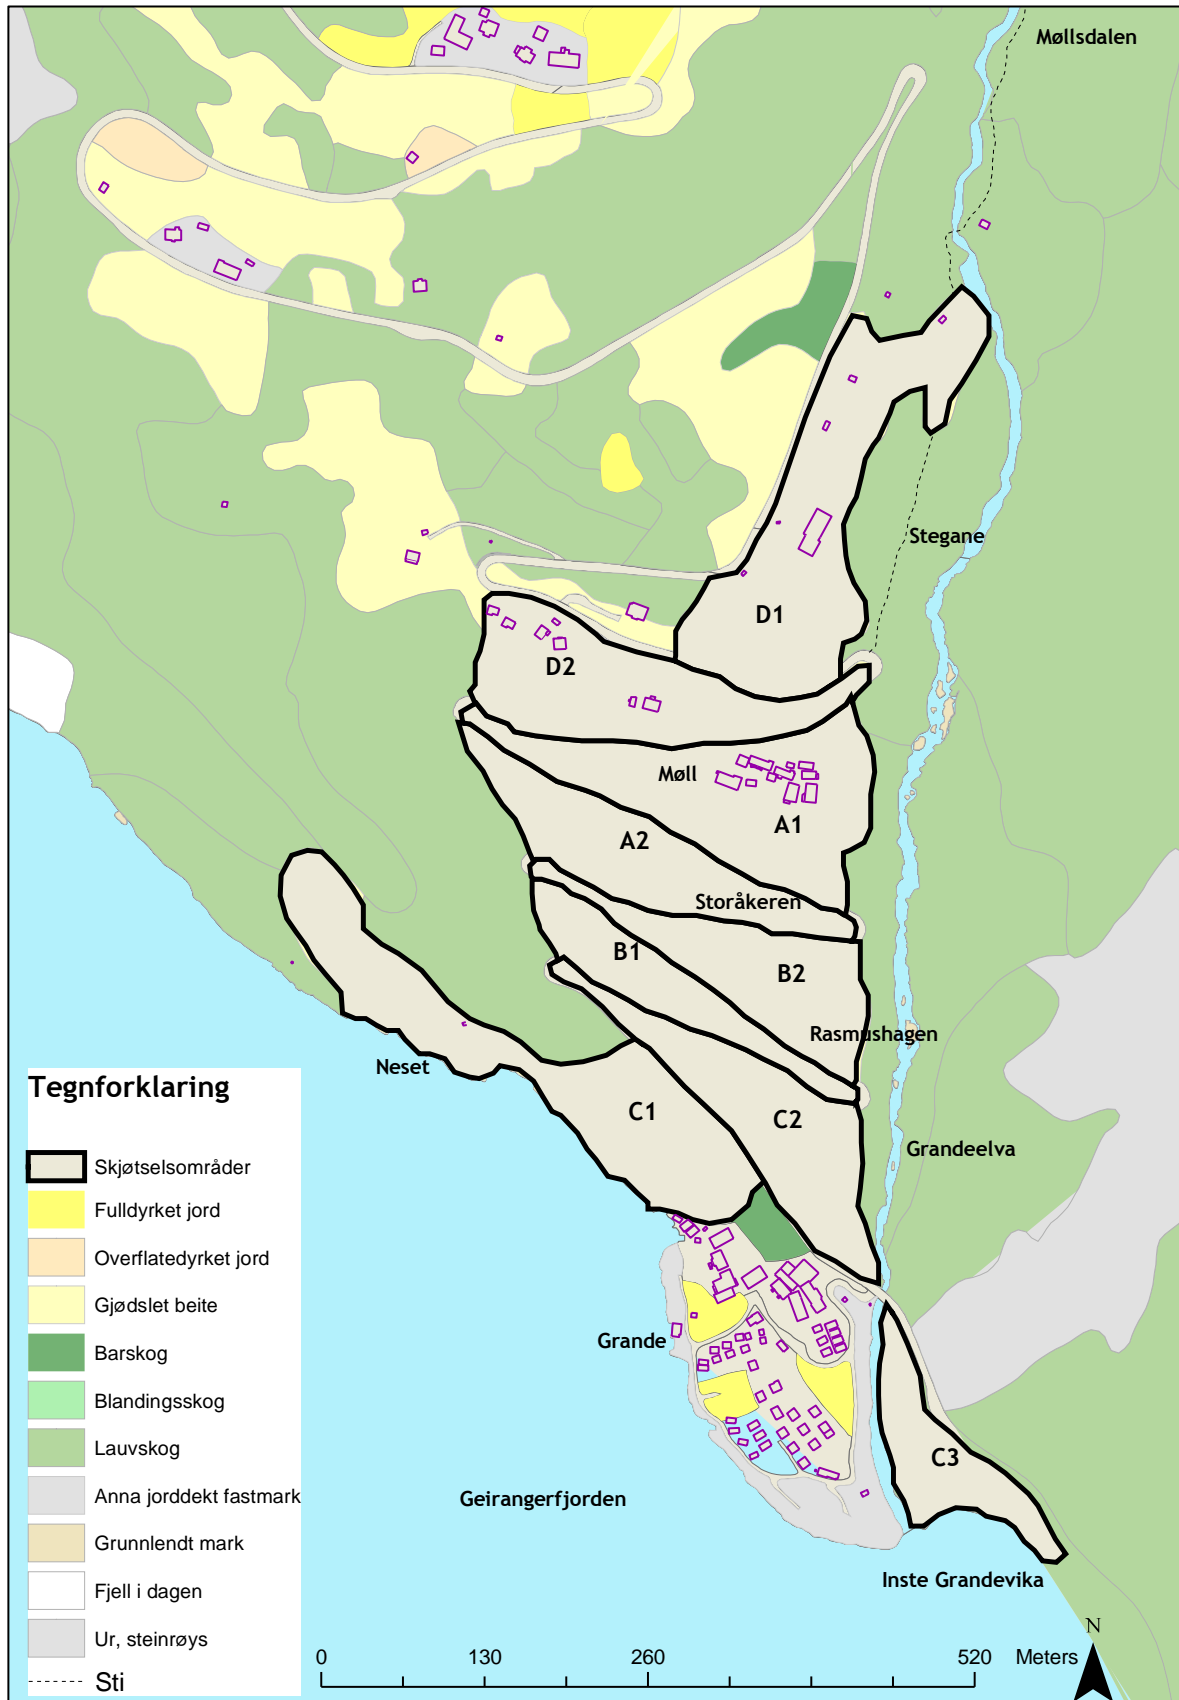 Møllsdalen
Stegane
D1
D2
Møll
A1
A2
Storåkeren
B1
B2
Rasmushagen
Neset
C1
C2
Grandeelva
Grande
C3
Geirangerfjorden
Inste Grandevika
Tegnforklaring
Skjøtselsområder
Fulldyrket jord
Overflatedyrket jord
Gjødslet beite
Barskog
Blandingsskog
Lauvskog
Anna jorddekt fastmark
Grunnlendt mark
Fjell i dagen
Ur, steinrøys
Sti
0 130 260 520 Meters
N